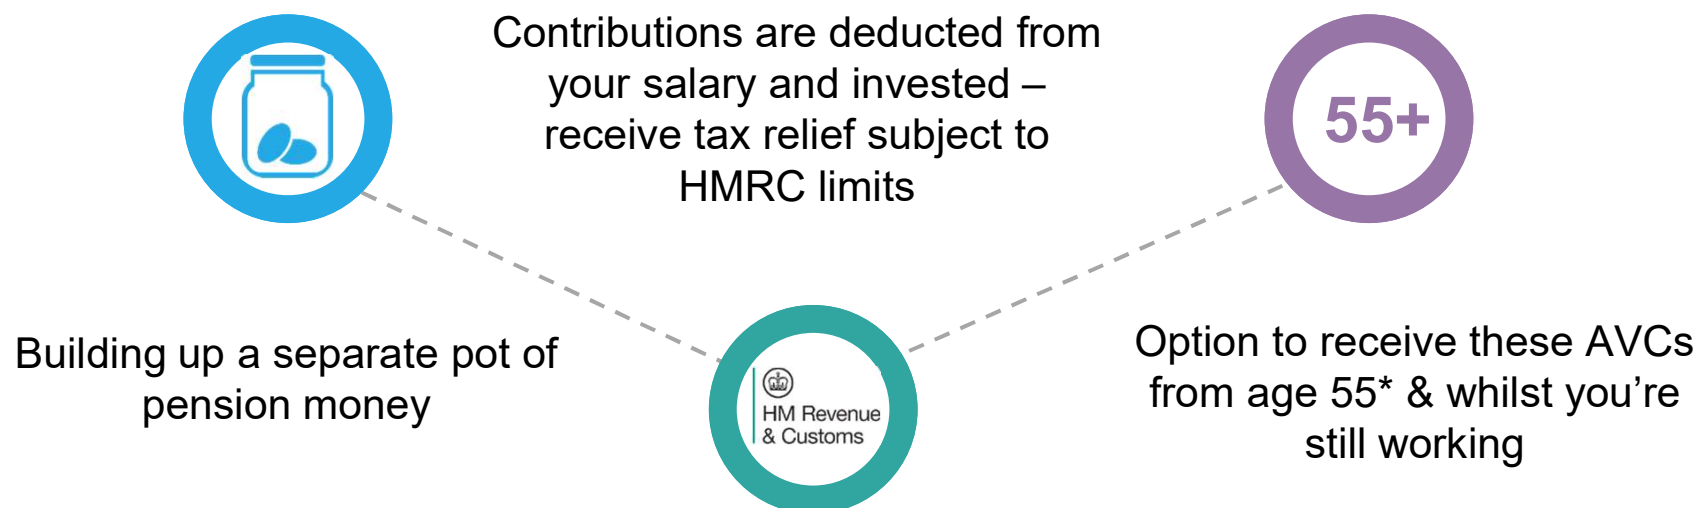 Contributions are deducted from
your salary and invested –
receive tax relief subject to
HMRC limits
55+
Building up a separate pot of
pension money
HM Revenue
& Customs
Option to receive these AVCs
from age 55* & whilst you’re
still working